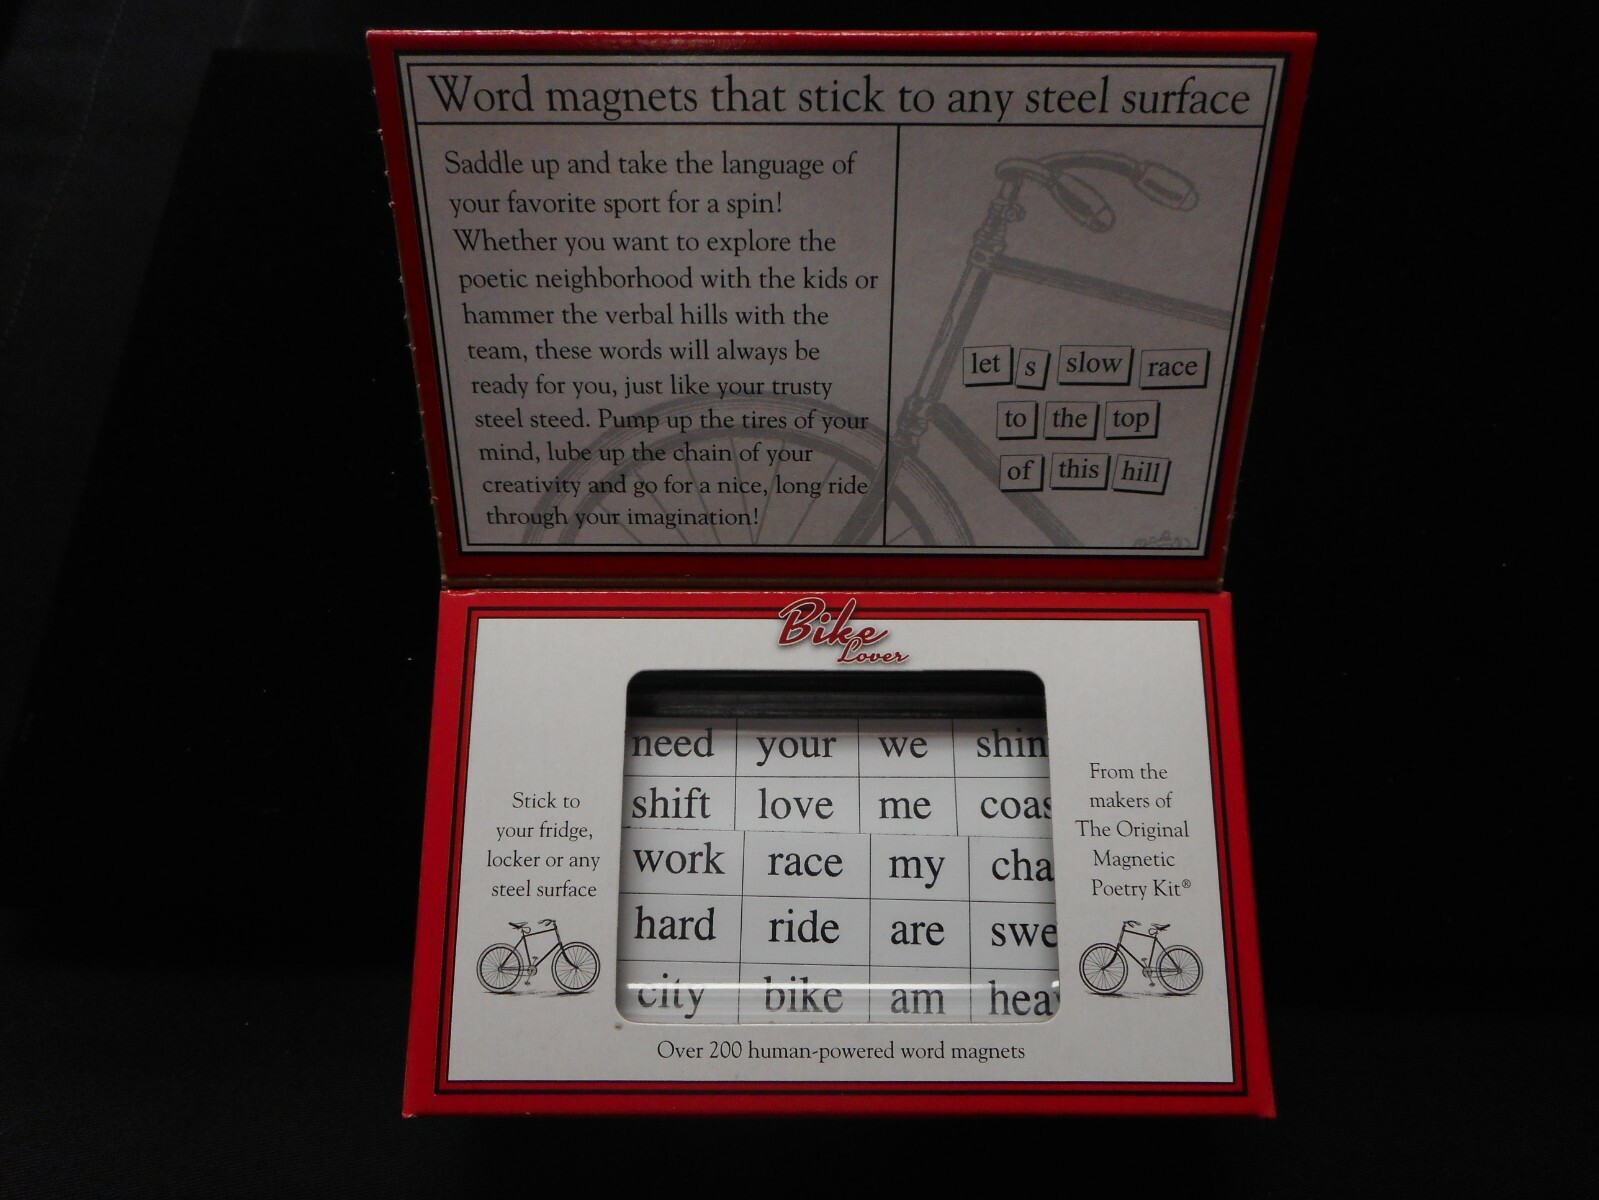 Word magnets that stick to any steel surface
Saddle up and take the language of
your favorite sport for a spin!
Whether you want to explore the
poetic neighborhood with the kids or
hammer the verbal hills with the
team, these words will always be
ready for you, just like your trusty
steel steed. Pump up the tires of your
mind, lube up the chain of your
creativity and go for a nice, long ride
through your imagination!
let s slow race
to the top
of this hill
Bike
Lover
Stick to
your fridge,
locker or any
steel surface
need your we shin
shift love me coas
work race my cha
hard ride are swe
city bike am hea
From the
makers of
The Original
Magnetic
Poetry Kit®
Over 200 human-powered word magnets